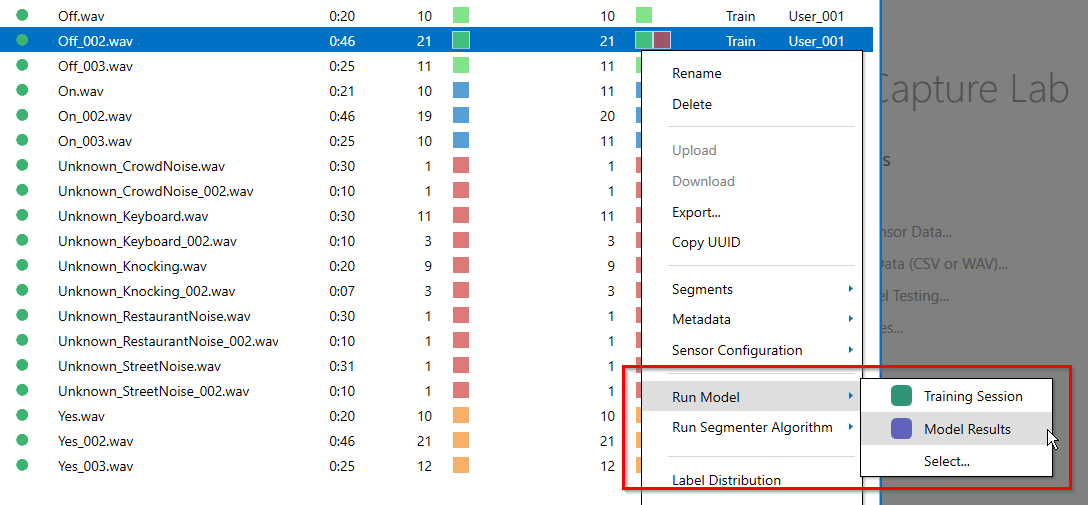 Off.wav 0:20 10 10 Train User_001
Off_002.wav 0:46 21 21 Train User_001
Off_003.wav 0:25 11 11
On.wav 0:21 10 11
On_002.wav 0:46 19 20
On_003.wav 0:25 10 11
Unknown_CrowdNoise.wav 0:30 1 1
Unknown_CrowdNoise_002.wav 0:10 1 1
Unknown_Keyboard.wav 0:30 11 11
Unknown_Keyboard_002.wav 0:10 3 3
Unknown_Knocking.wav 0:20 9 9
Unknown_Knocking_002.wav 0:07 3 3
Unknown_RestaurantNoise.wav 0:30 1 1
Unknown_RestaurantNoise_002.wav 0:10 1 1
Unknown_StreetNoise.wav 0:31 1 1
Unknown_StreetNoise_002.wav 0:10 1 1
Yes.wav 0:20 10 10
Yes_002.wav 0:46 21 21
Yes_003.wav 0:25 12 12
Rename
Delete
Upload
Download
Export...
Copy UUID
Segments
Metadata
Sensor Configuration
Run Model
Run Segmenter Algorithm
Label Distribution
Training Session
Model Results
Select...
Capture Lab
Data (CSV or WAV)...
Data...
Testing...